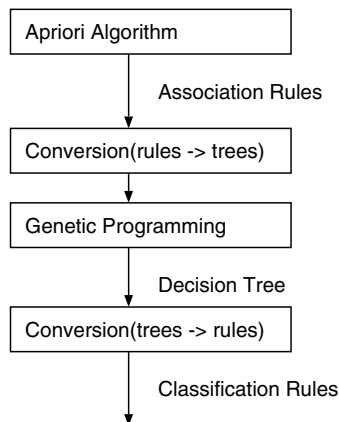 Apriori Algorithm
Association Rules
Conversion(rules -> trees)
Genetic Programming
Decision Tree
Conversion(trees -> rules)
Classification Rules